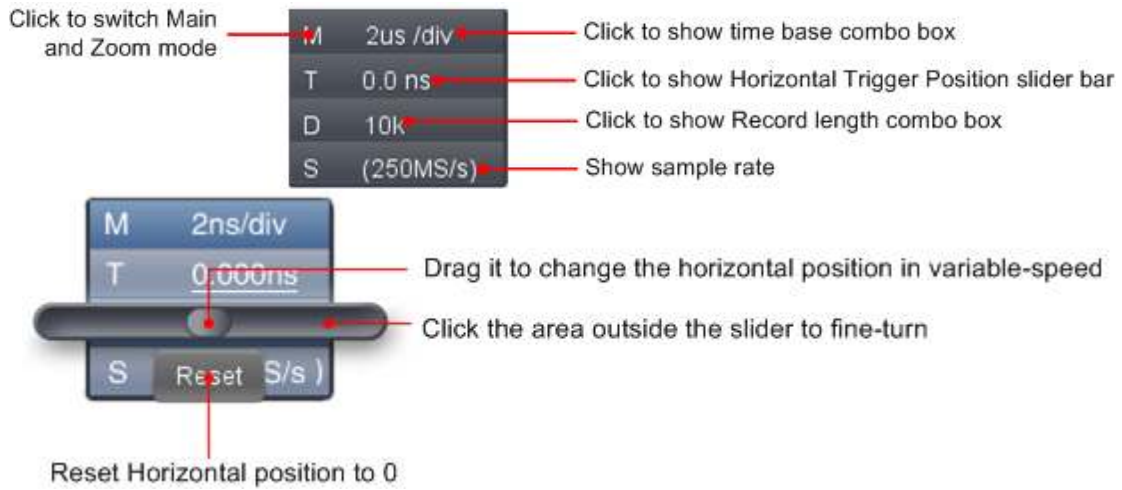 Click to switch Main
and Zoom mode
M 2us /div
Click to show time base combo box
T 0.0 ns
Click to show Horizontal Trigger Position slider bar
D 10k
Click to show Record length combo box
S (250MS/s)
Show sample rate
M 2ns/div
T 0.000ns
Drag it to change the horizontal position in variable-speed
Click the area outside the slider to fine-turn
S Reset S/s )
Reset Horizontal position to 0